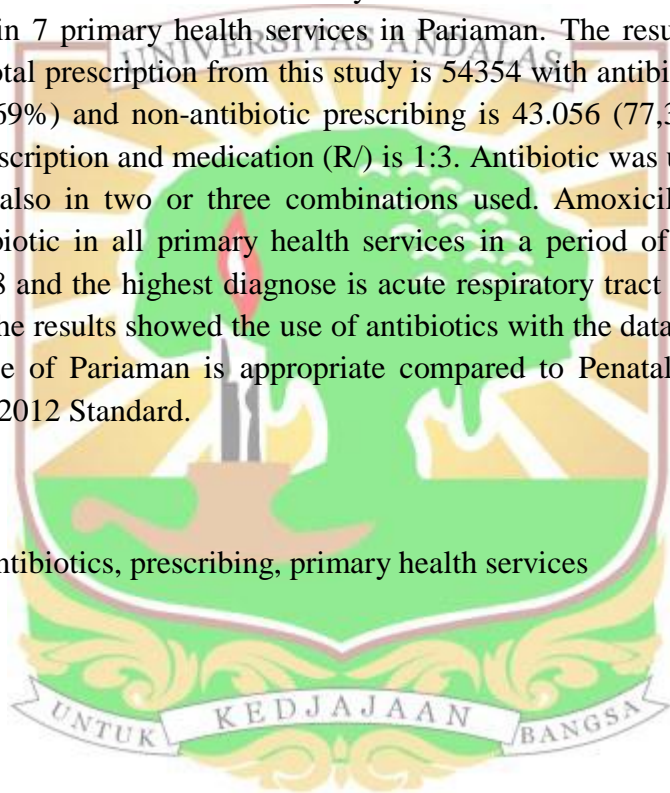 in 7 primary health services in Pariaman. The resu
UNIVERSITAS ANDALAS
otal prescription from this study is 54354 with antibi
69%) and non-antibiotic prescribing is 43.056 (77,3
scription and medication (R/) is 1:3. Antibiotic was u
also in two or three combinations used. Amoxicil
biotic in all primary health services in a period of
8 and the highest diagnose is acute respiratory tract
he results showed the use of antibiotics with the data
e of Pariaman is appropriate compared to Penatal
2012 Standard.
ntibiotics, prescribing, primary health services
UNTUK KEDJAJAAN BANGSA